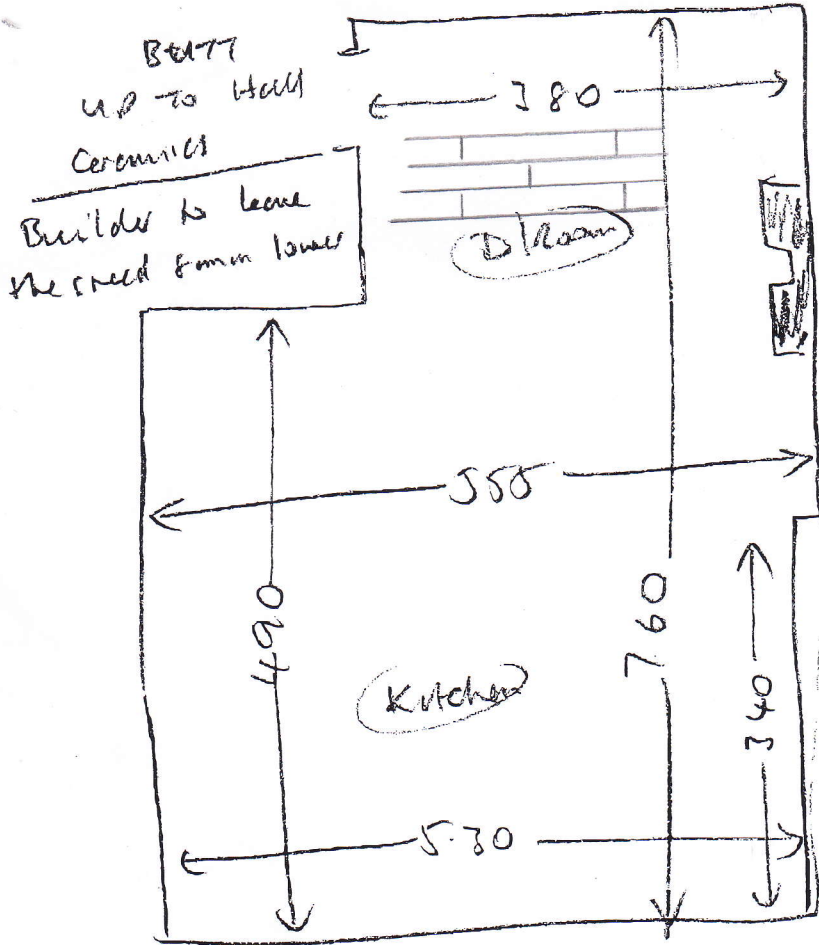 Butt
up to Hall
Ceramics
Builder to leave
the screed 8mm lower
380
D/Room
550
490
760
Kitchen
340
5.30